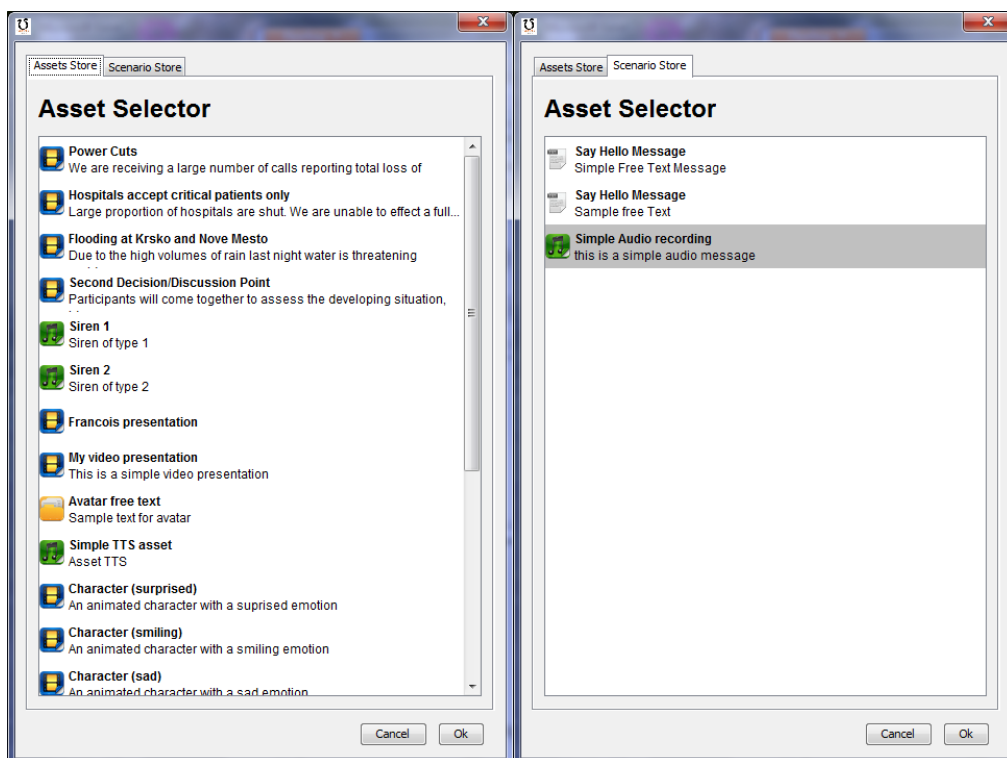 Assets Store Scenario Store
Asset Selector
Power Cuts
We are receiving a large number of calls reporting total loss of
Hospitals accept critical patients only
Large proportion of hospitals are shut. We are unable to effect a full...
Flooding at Krsko and Nove Mesto
Due to the high volumes of rain last night water is threatening
Second Decision/Discussion Point
Participants will come together to assess the developing situation,
Siren 1
Siren of type 1
Siren 2
Siren of type 2
Francois presentation
My video presentation
This is a simple video presentation
Avatar free text
Sample text for avatar
Simple TTS asset
Asset TTS
Character (surprised)
An animated character with a suprised emotion
Character (smiling)
An animated character with a smiling emotion
Character (sad)
An animated character with a sad emotion
Cancel Ok
Assets Store Scenario Store
Asset Selector
Say Hello Message
Simple Free Text Message
Say Hello Message
Sample free Text
Simple Audio recording
this is a simple audio message
Cancel Ok